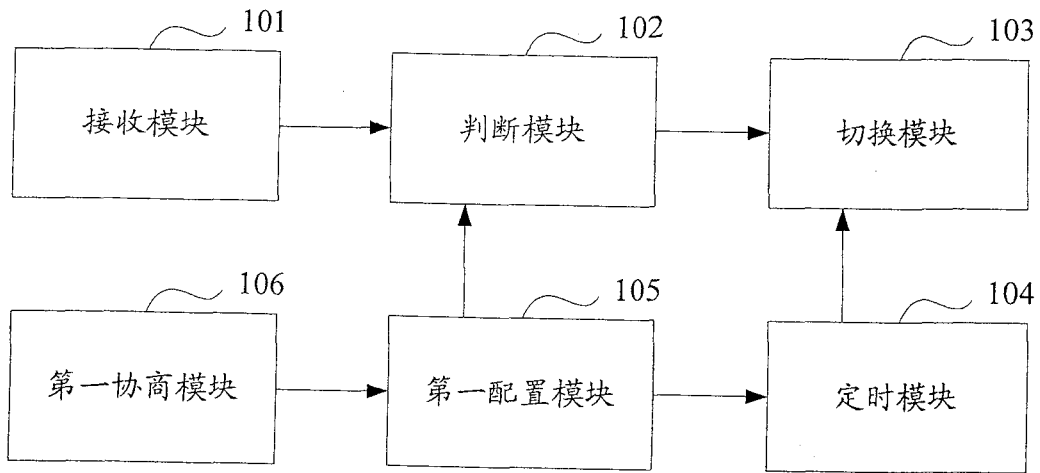 101
102
103
接收模块
判断模块
切换模块
106
105
104
第一协商模块
第一配置模块
定时模块